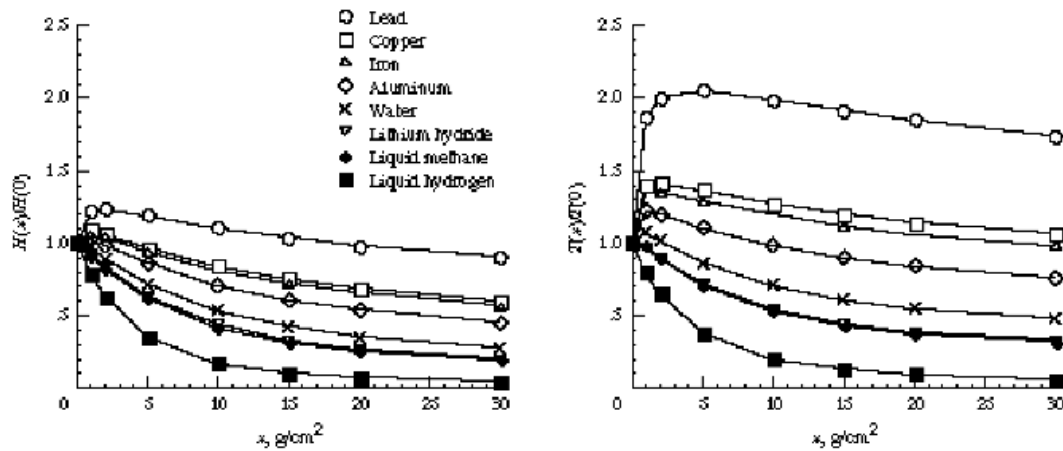 2.5
2.0
1.5
1.0
.5
0 5 10 15 20 25 30
x, g/cm2
H(x)/H(0)
Lead
Copper
Iron
Aluminum
Water
Lithium hydride
Liquid methane
Liquid hydrogen
2.5
2.0
1.5
1.0
.5
0 5 10 15 20 25 30
x, g/cm2